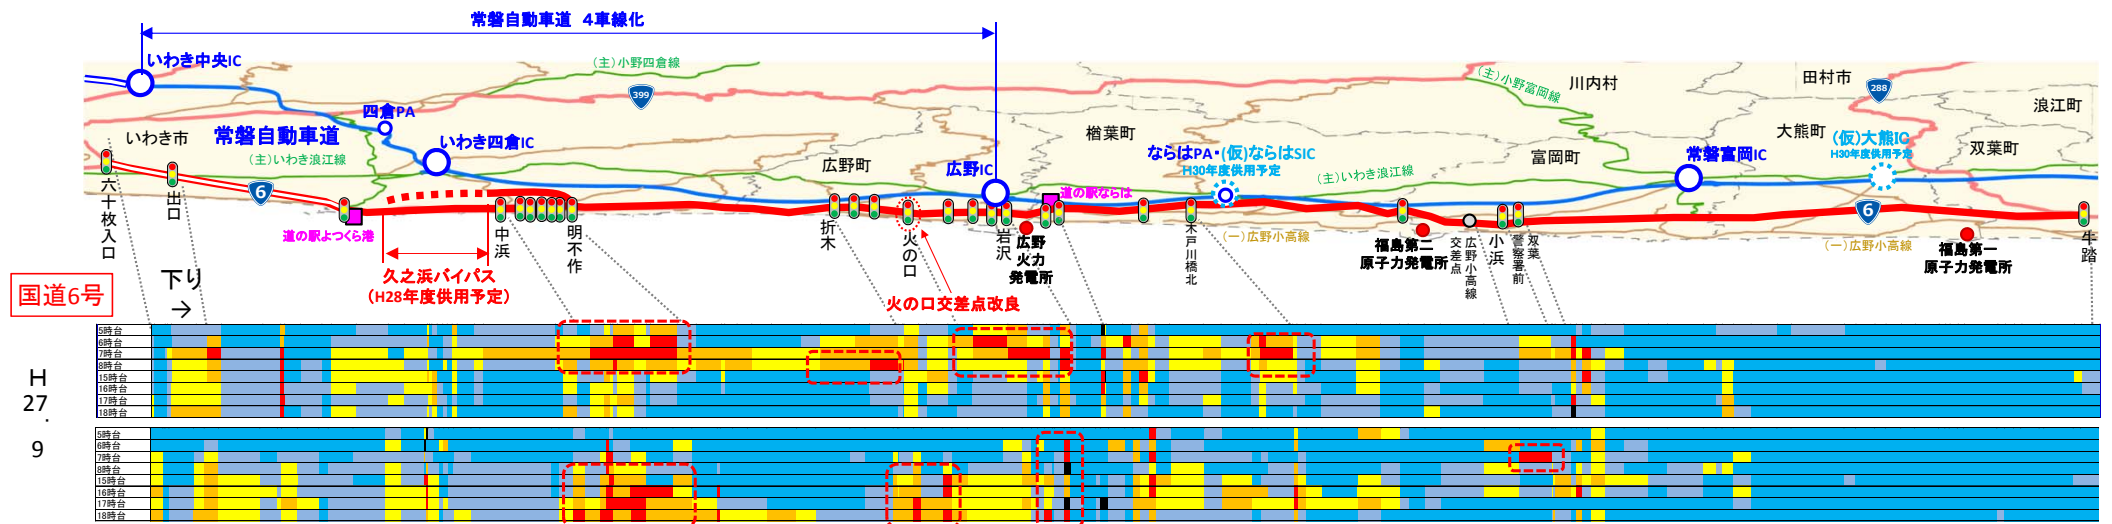 常磐自動車道 4車線化
いわき中央IC
(主)小野四倉線
399
四倉PA
いわき市
常磐自動車道
(主)いわき浪江線
いわき四倉IC
広野町
広野IC
楢葉町
ならはPA・(仮)ならはSIC
H30年度供用予定
(主)小野富岡線
川内村
田村市
288
浪江町
大熊町
(仮)大熊IC
H30年度供用予定
双葉町
富岡町
常磐富岡IC
(主)いわき浪江線
道の駅ならは
六十枚入口
出口
6
道の駅よつくら港
中浜
明不作
折木
火の口
岩沢
広野
火力
発電所
木戸川橋北
(一)広野小高線
福島第二
原子力発電所
広野小高線
交差点
小浜
双葉
警察署前
6
(一)広野小高線
福島第一
原子力発電所
牛踏
久之浜バイパス
(H28年度供用予定)
火の口交差点改良
国道6号
下り
→
H
27
.
9
5時台
6時台
7時台
8時台
15時台
16時台
17時台
18時台
5時台
6時台
7時台
8時台
15時台
16時台
17時台
18時台